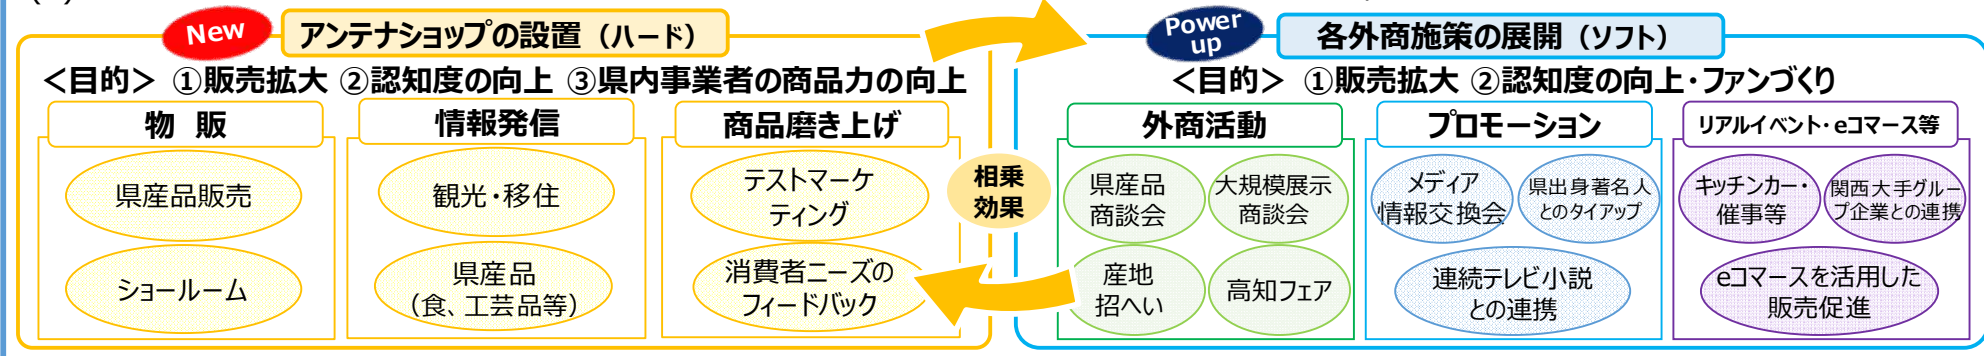 New
アンテナショップの設置（ハード）
＜目的＞ ①販売拡大 ②認知度の向上 ③県内事業者の商品力の向上
物 販
県産品販売
ショールーム
情報発信
観光・移住
県産品
（食、工芸品等）
商品磨き上げ
テストマーケ
ティング
消費者ニーズの
フィードバック
相乗
効果
Power
up
各外商施策の展開（ソフト）
＜目的＞ ①販売拡大 ②認知度の向上・ファンづくり
外商活動
県産品
商談会
大規模展示
商談会
産地
招へい
高知フェア
プロモーション
メディア
情報交換会
県出身著名人
とのタイアップ
連続テレビ小説
との連携
リアルイベント・eコマース等
キッチンカー・
催事等
関西大手グルー
プ企業との連携
eコマースを活用した
販売促進